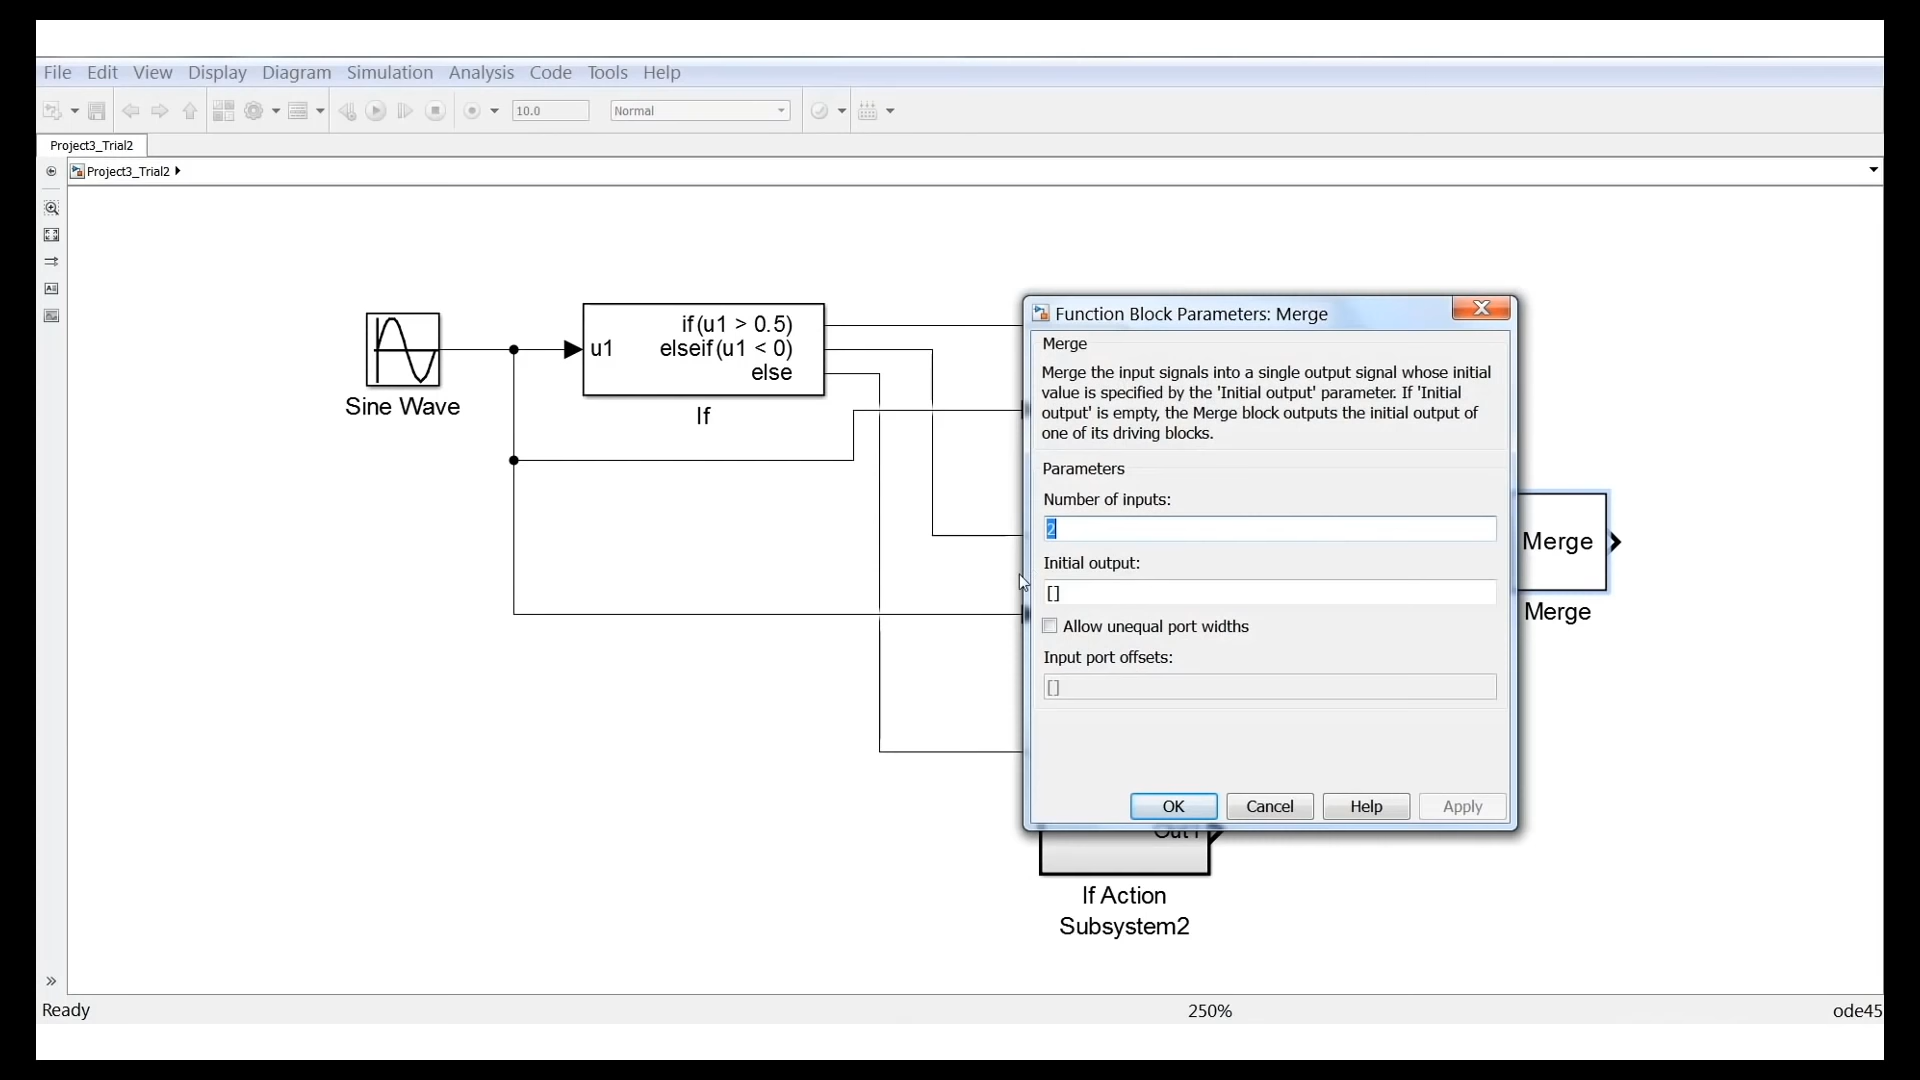 File Edit View Display Diagram Simulation Analysis Code Tools Help
10.0 Normal
Project3_Trial2
Project3_Trial2
Sine Wave
u1
if(u1 > 0.5)
elseif(u1 < 0)
else
If
Function Block Parameters: Merge
Merge
Merge the input signals into a single output signal whose initial
value is specified by the 'Initial output' parameter. If 'Initial
output' is empty, the Merge block outputs the initial output of
one of its driving blocks.
Parameters
Number of inputs:
2
Initial output:
[]
Allow unequal port widths
Input port offsets:
[]
OK Cancel Help Apply
Merge
Merge
Out1
If Action
Subsystem2
Ready 250% ode45